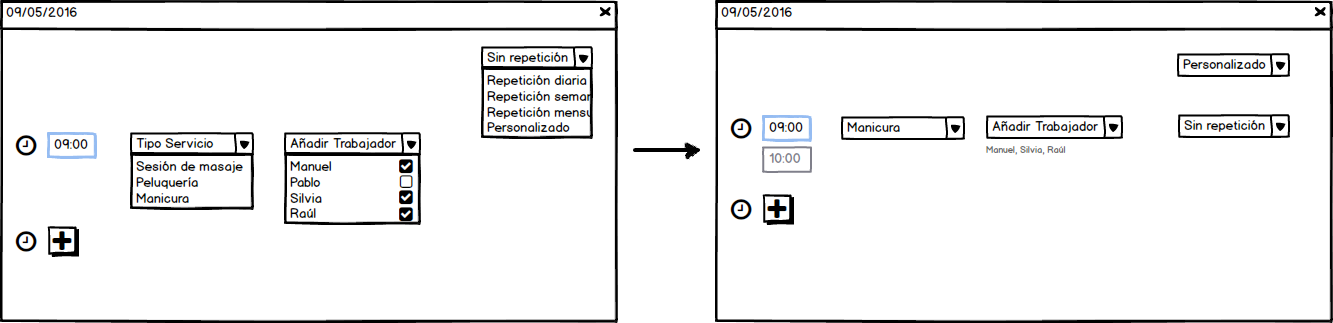 09/05/2016
Sin repetición
Repetición diaria
Repetición semar
Repetición mensu
Personalizado
09:00
Tipo Servicio
Sesión de masaje
Peluquería
Manicura
Añadir Trabajador
Manuel
Pablo
Silvia
Raúl
09/05/2016
Personalizado
09:00
Manicura
Añadir Trabajador
Sin repetición
Manuel, Silvia, Raúl
10:00